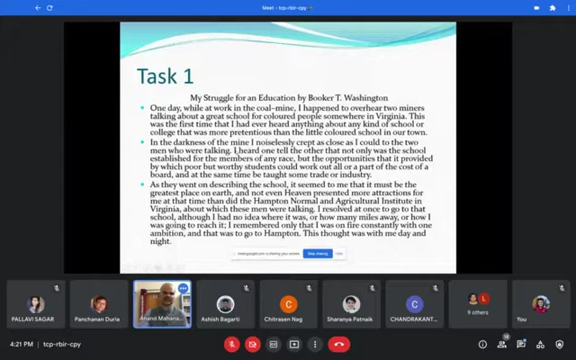 Meet - tcp-rbir-cpy
Task 1
My Struggle for an Education by Booker T. Washington
One day, while at work in the coal-mine, I happened to overhear two miners
talking about a great school for coloured people somewhere in Virginia. This
was the first time that I had ever heard anything about any kind of school or
college that was more pretentious than the little coloured school in our town.
In the darkness of the mine I noiselessly crept as close as I could to the two
men who were talking. I heard one tell the other that not only was the school
established for the members of any race, but the opportunities that it provided
by which poor but worthy students could work out all or a part of the cost of a
board, and at the same time be taught some trade or industry.
As they went on describing the school, it seemed to me that it must be the
greatest place on earth, and not even Heaven presented more attractions for
me at that time than did the Hampton Normal and Agricultural Institute in
Virginia, about which these men were talking. I resolved at once to go to that
school, although I had no idea where it was, or how many miles away, or how I
was going to reach it; I remembered only that I was on fire constantly with one
ambition, and that was to go to Hampton. This thought was with me day and
night.
meet.google.com is sharing your screen. Stop sharing Hide
PALLAVI SAGAR
Panchanan Duria
Anand Mahana...
Ashish Bagarti
C
Chitrasen Nag
Sharanya Patnaik
C
CHANDRAKANT...
L
9 others
You
4:21 PM
tcp-rbir-cpy